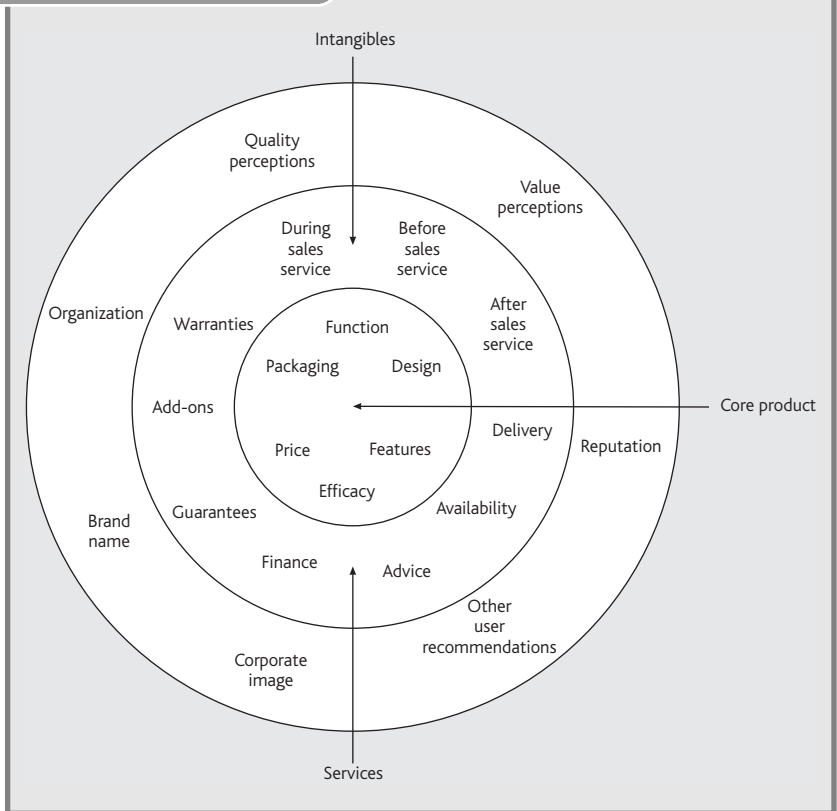 Intangibles
Quality
perceptions
Value
perceptions
During
sales
service
Before
sales
service
After
sales
service
Organization
Warranties
Function
Packaging
Design
Add-ons
Core product
Delivery
Reputation
Price
Features
Efficacy
Availability
Guarantees
Brand
name
Finance
Advice
Other
user
recommendations
Corporate
image
Services